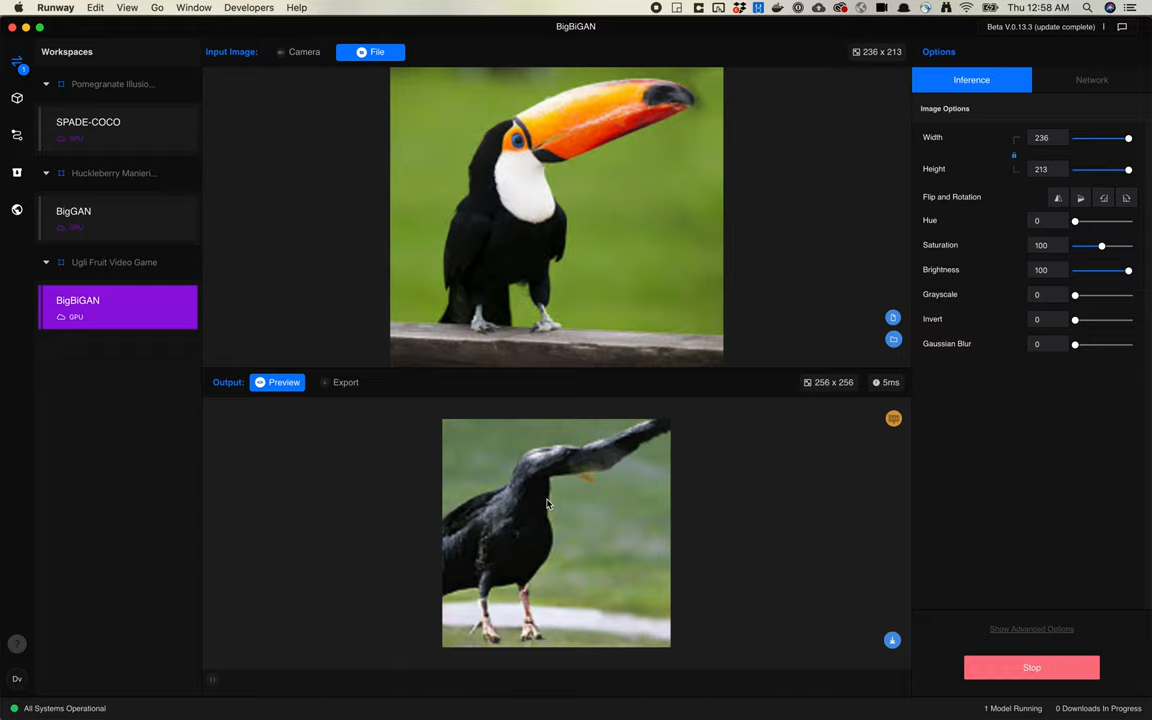 Runway File Edit View Go Window Developers Help
Thu 12:58 AM
BigBiGAN
Beta V.0.13.3 (update complete)
Workspaces
Input Image: Camera File
236 x 213
Options
1
Inference Network
Pomegranate Illusio...
Image Options
SPADE-COCO
GPU
Width 236
Height 213
Huckleberry Manieri...
Flip and Rotation
BigGAN
GPU
Hue 0
Saturation 100
Ugli Fruit Video Game
Brightness 100
BigBiGAN
GPU
Grayscale 0
Invert 0
Gaussian Blur 0
Output: Preview Export
256 x 256
5ms
Show Advanced Options
Stop
?
Dv
All Systems Operational
1 Model Running
0 Downloads In Progress